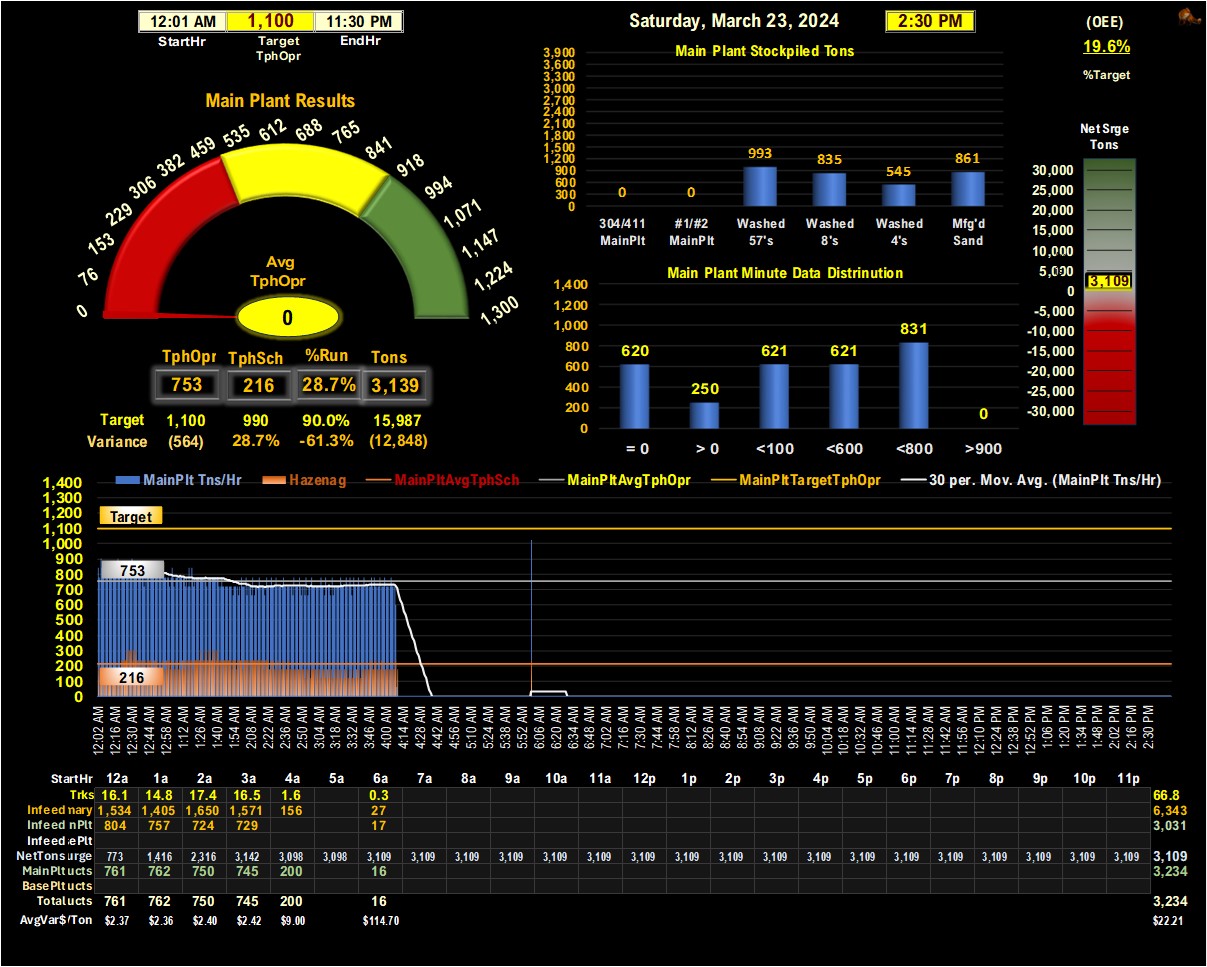 12:01 AM 1,100 11:30 PM
StartHr Target EndHr
TphOpr
Saturday, March 23, 2024 2:30 PM
(OEE)
19.6%
%Target
Main Plant Results
0 76 153 229 306 382 459 535 612 688 765 841 918 994 1,071 1,147 1,224 1,300
Avg
TphOpr
0
TphOpr TphSch %Run Tons
753 216 28.7% 3,139
Target 1,100 990 90.0% 15,987
Variance (564) 28.7% -61.3% (12,848)
Main Plant Stockpiled Tons
3,900
3,600
3,300
3,000
2,700
2,400
2,100
1,800
1,500
1,200
900
600
300
0
0 0 993 835 545 861
304/411 #1/#2 Washed Washed Washed Mfg'd
MainPlt MainPlt 57's 8's 4's Sand
Main Plant Minute Data Distrinution
1,400
1,200
1,000
800
600
400
200
0
620 250 621 621 831 0
= 0 > 0 <100 <600 <800 >900
Net Srge
Tons
30,000
25,000
20,000
15,000
10,000
5,000
0
-5,000
-10,000
-15,000
-20,000
-25,000
-30,000
3,109
MainPlt Tns/Hr Hazenag MainPltAvgTphSch MainPltAvgTphOpr MainPltTargetTphOpr 30 per. Mov. Avg. (MainPlt Tns/Hr)
1,400
1,300
1,200
1,100
1,000
900
800
700
600
500
400
300
200
100
0
Target
753
216
12:02 AM 12:16 AM 12:30 AM 12:44 AM 12:58 AM 1:12 AM 1:26 AM 1:40 AM 1:54 AM 2:08 AM 2:22 AM 2:36 AM 2:50 AM 3:04 AM 3:18 AM 3:32 AM 3:46 AM 4:00 AM 4:14 AM 4:28 AM 4:42 AM 4:56 AM 5:10 AM 5:24 AM 5:38 AM 5:52 AM 6:06 AM 6:20 AM 6:34 AM 6:48 AM 7:02 AM 7:16 AM 7:30 AM 7:44 AM 7:58 AM 8:12 AM 8:26 AM 8:40 AM 8:54 AM 9:08 AM 9:22 AM 9:36 AM 9:50 AM 10:04 AM 10:18 AM 10:32 AM 10:46 AM 11:00 AM 11:14 AM 11:28 AM 11:42 AM 11:56 AM 12:10 PM 12:24 PM 12:38 PM 12:52 PM 1:06 PM 1:20 PM 1:34 PM 1:48 PM 2:02 PM 2:16 PM 2:30 PM
StartHr 12a 1a 2a 3a 4a 5a 6a 7a 8a 9a 10a 11a 12p 1p 2p 3p 4p 5p 6p 7p 8p 9p 10p 11p
Trks 16.1 14.8 17.4 16.5 1.6 0.3 66.8
Infeed nary 1,534 1,405 1,650 1,571 156 27 6,343
Infeed nPlt 804 757 724 729 17 3,031
Infeed ePlt
NetTons urge 773 1,416 2,316 3,142 3,098 3,098 3,109 3,109 3,109 3,109 3,109 3,109 3,109 3,109 3,109 3,109 3,109 3,109 3,109 3,109 3,109 3,109 3,109 3,109 3,109
MainPlt ucts 761 762 750 745 200 16 3,234
BasePlt ucts
Total ucts 761 762 750 745 200 16 3,234
AvgVar$/Ton $2.37 $2.36 $2.40 $2.42 $9.00 $114.70 $22.21